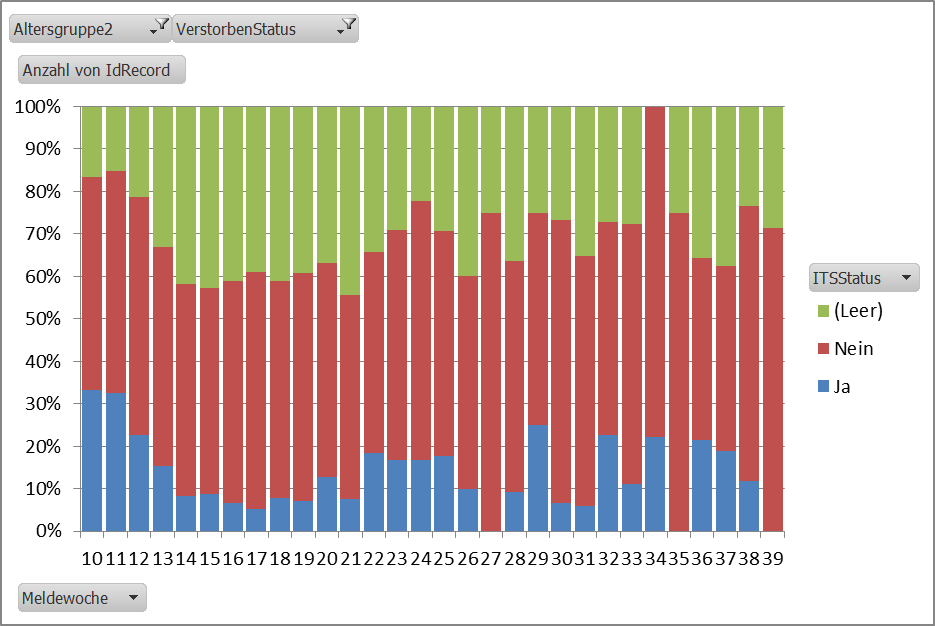 Altersgruppe2 VerstorbenStatus
Anzahl von IdRecord
100%
90%
80%
70%
60%
50%
40%
30%
20%
10%
0%
10 11 12 13 14 15 16 17 18 19 20 21 22 23 24 25 26 27 28 29 30 31 32 33 34 35 36 37 38 39
ITSStatus
(Leer)
Nein
Ja
Meldewoche